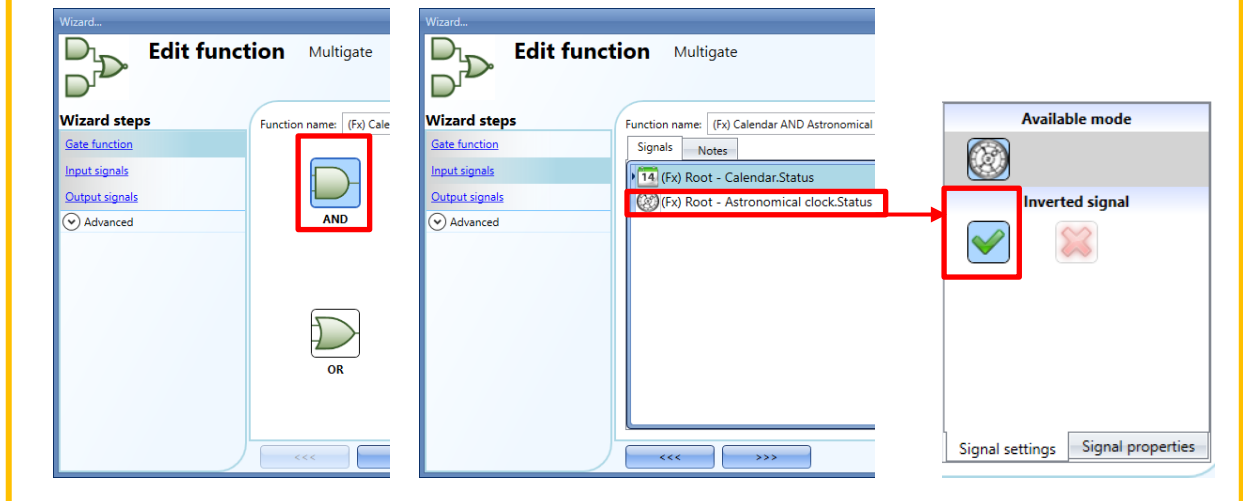 Wizard...
Edit function Multigate
Wizard steps
Gate function
Input signals
Output signals
Advanced
Function name: (Fx) Cale
AND
OR
<<<
Wizard...
Edit function Multigate
Wizard steps
Gate function
Input signals
Output signals
Advanced
Function name: (Fx) Calendar AND Astronomical
Signals Notes
14 (Fx) Root - Calendar.Status
(Fx) Root - Astronomical clock.Status
<<< >>>
Available mode
Inverted signal
Signal settings Signal properties